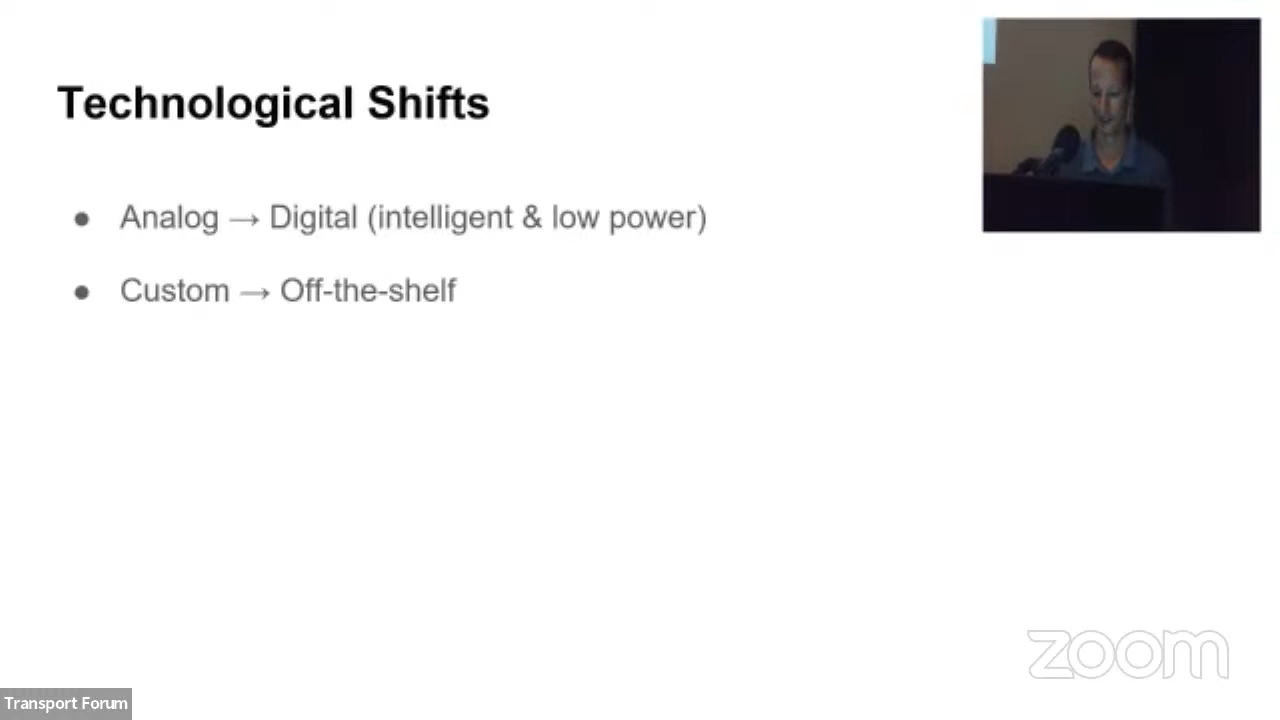 Technological Shifts
● Analog → Digital (intelligent & low power)
● Custom → Off-the-shelf
zoom
Transport Forum